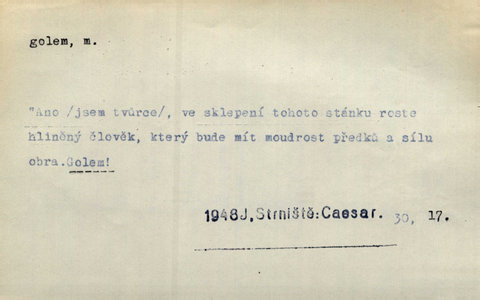 golem, m.
"Ano /jsem tvůrce/, ve sklepení tohoto stánku roste
hliněný člověk, který bude mít moudrost předků a sílu
obra.Golem!
1948J,Strniště:Caesar. 30, 17.